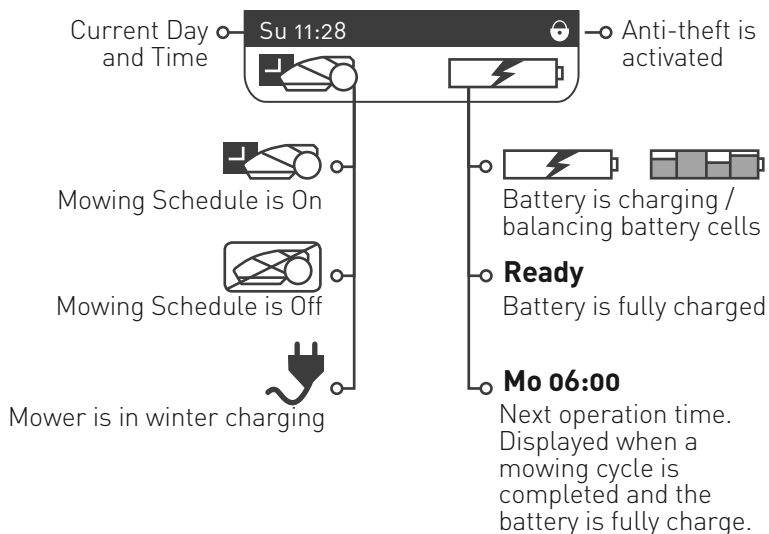 Current Day
and Time
Su 11:28
Anti-theft is
activated
Mowing Schedule is On
Battery is charging /
balancing battery cells
Mowing Schedule is Off
Ready
Battery is fully charged
Mower is in winter charging
Mo 06:00
Next operation time.
Displayed when a
mowing cycle is
completed and the
battery is fully charge.